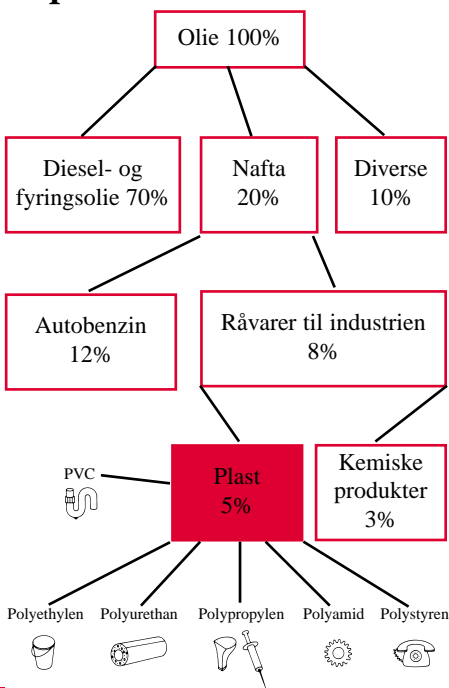 Olie 100%
Diesel- og
fyringsolie 70%
Nafta
20%
Diverse
10%
Autobenzin
12%
Råvarer til industrien
8%
PVC
Plast
5%
Kemiske
produkter
3%
Polyethylen
Polyurethan
Polypropylen
Polyamid
Polystyren